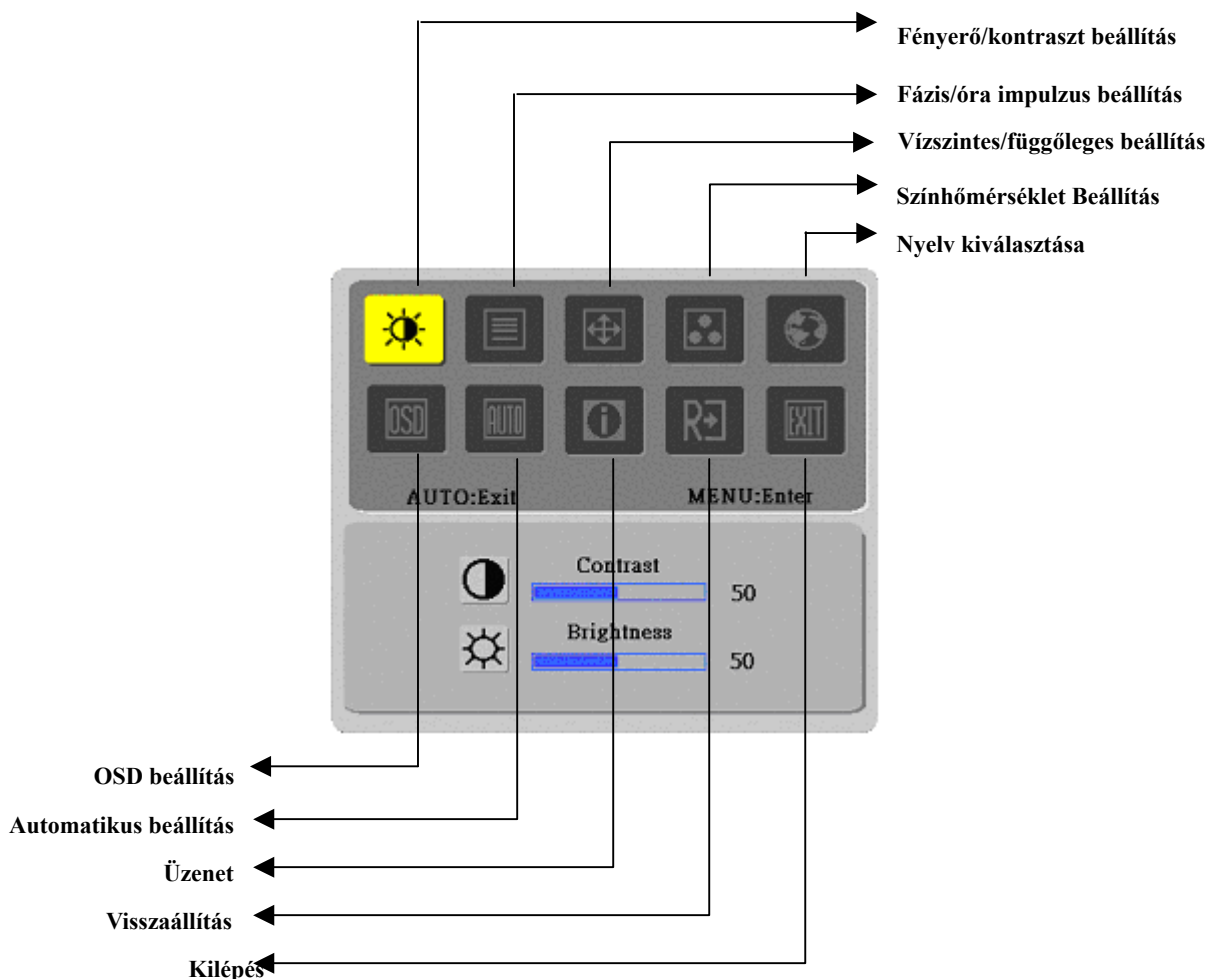 Fényerő/kontraszt beállítás
Fázis/óra impulzus beállítás
Vízszintes/függőleges beállítás
Színhőmérséklet Beállítás
Nyelv kiválasztása
OSD AUTO R EXIT
AUTO:Exit MENU:Enter
Contrast
50
Brightness
50
OSD beállítás
Automatikus beállítás
Üzenet
Visszaállítás
Kilépés